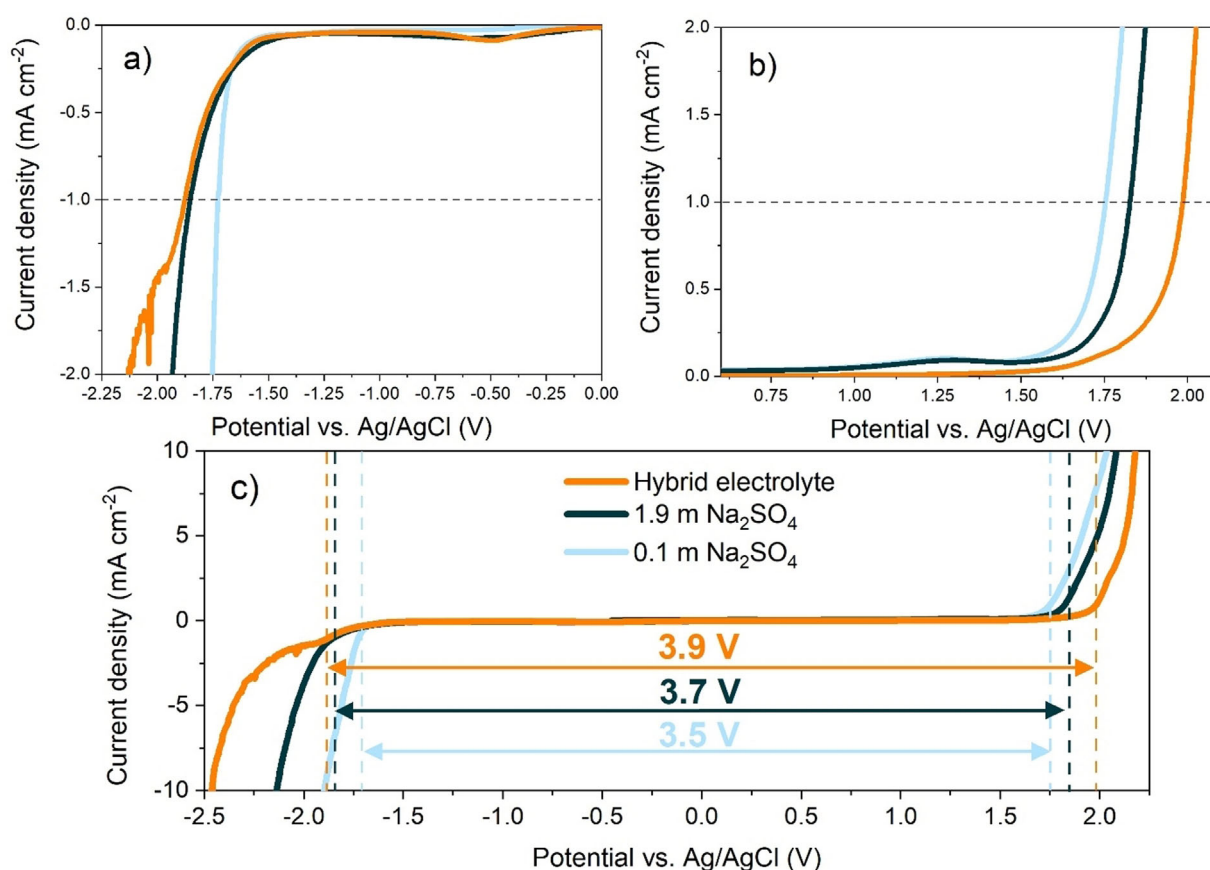 a)
Current density (mA cm⁻²)
0.0
-0.5
-1.0
-1.5
-2.0
-2.25 -2.00 -1.75 -1.50 -1.25 -1.00 -0.75 -0.50 -0.25 0.00
Potential vs. Ag/AgCl (V)
b)
Current density (mA cm⁻²)
2.0
1.5
1.0
0.5
0.0
0.75 1.00 1.25 1.50 1.75 2.00
Potential vs. Ag/AgCl (V)
c)
Current density (mA cm⁻²)
10
5
0
-5
-10
Hybrid electrolyte
1.9 m Na₂SO₄
0.1 m Na₂SO₄
3.9 V
3.7 V
3.5 V
-2.5 -2.0 -1.5 -1.0 -0.5 0.0 0.5 1.0 1.5 2.0
Potential vs. Ag/AgCl (V)